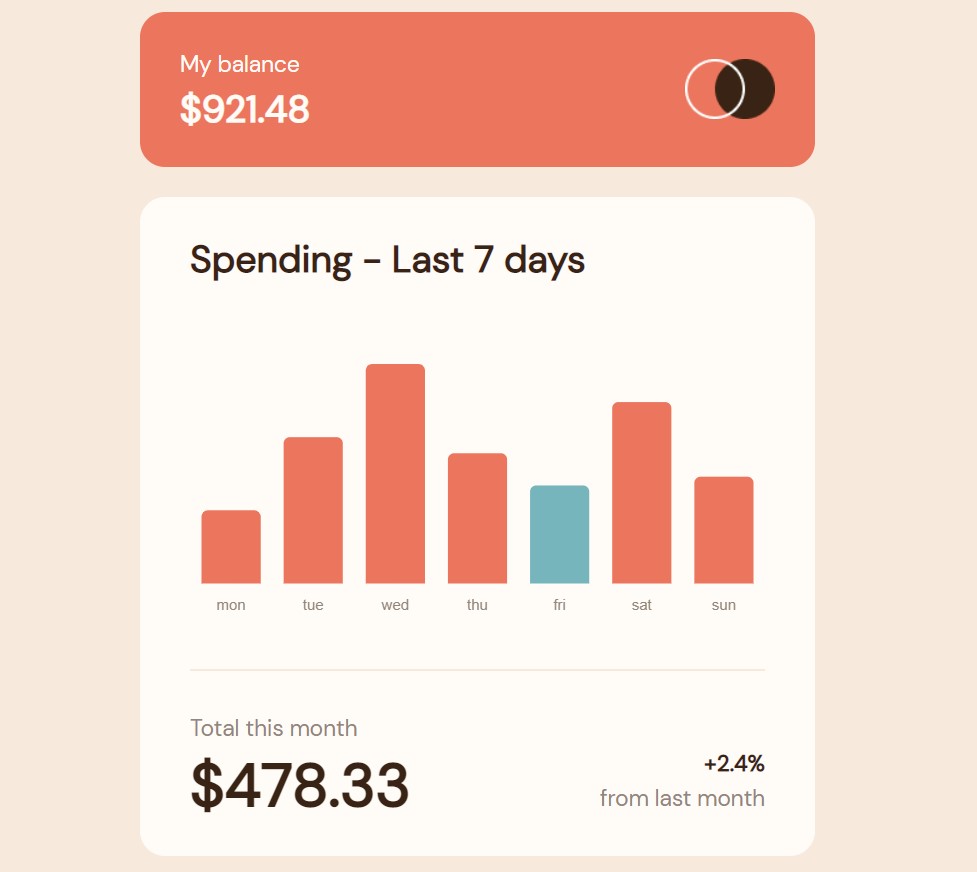 My balance
$921.48
Spending - Last 7 days
mon tue wed thu fri sat sun
Total this month
$478.33
+2.4%
from last month